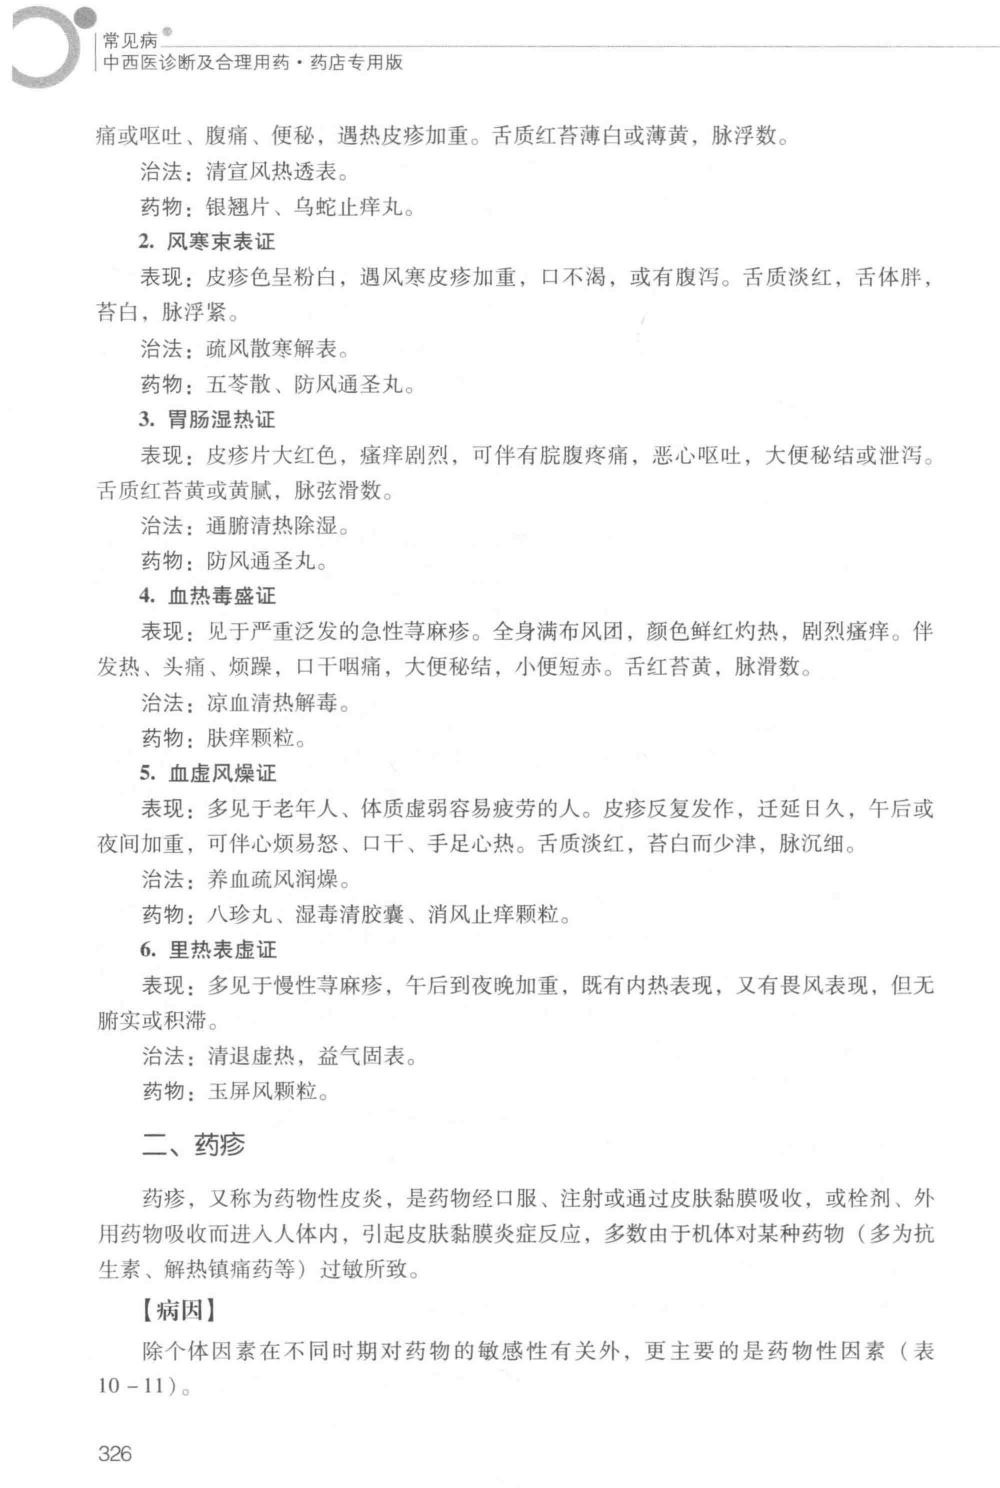 常见病
中西医诊断及合理用药·药店专用版
痛或呕吐、腹痛、便秘，遇热皮疹加重。舌质红苔薄白或薄黄，脉浮数。
治法：清宣风热透表。
药物：银翘片、乌蛇止痒丸。
2. 风寒束表证
表现：皮疹色呈粉白，遇风寒皮疹加重，口不渴，或有腹泻。舌质淡红，舌体胖，
苔白，脉浮紧。
治法：疏风散寒解表。
药物：五苓散、防风通圣丸。
3. 胃肠湿热证
表现：皮疹片大红色，瘙痒剧烈，可伴有脘腹疼痛，恶心呕吐，大便秘结或泄泻。
舌质红苔黄或黄腻，脉弦滑数。
治法：通腑清热除湿。
药物：防风通圣丸。
4. 血热毒盛证
表现：见于严重泛发的急性荨麻疹。全身满布风团，颜色鲜红灼热，剧烈瘙痒。伴
发热、头痛、烦躁，口干咽痛，大便秘结，小便短赤。舌红苔黄，脉滑数。
治法：凉血清热解毒。
药物：肤痒颗粒。
5. 血虚风燥证
表现：多见于老年人、体质虚弱容易疲劳的人。皮疹反复发作，迁延日久，午后或
夜间加重，可伴心烦易怒、口干、手足心热。舌质淡红，苔白而少津，脉沉细。
治法：养血疏风润燥。
药物：八珍丸、湿毒清胶囊、消风止痒颗粒。
6. 里热表虚证
表现：多见于慢性荨麻疹，午后到夜晚加重，既有内热表现，又有畏风表现，但无
腑实或积滞。
治法：清退虚热，益气固表。
药物：玉屏风颗粒。
二、药疹
药疹，又称为药物性皮炎，是药物经口服、注射或通过皮肤黏膜吸收，或栓剂、外
用药物吸收而进入人体内，引起皮肤黏膜炎症反应，多数由于机体对某种药物（多为抗
生素、解热镇痛药等）过敏所致。
【病因】
除个体因素在不同时期对药物的敏感性有关外，更主要的是药物性因素（表
10－11）。
326